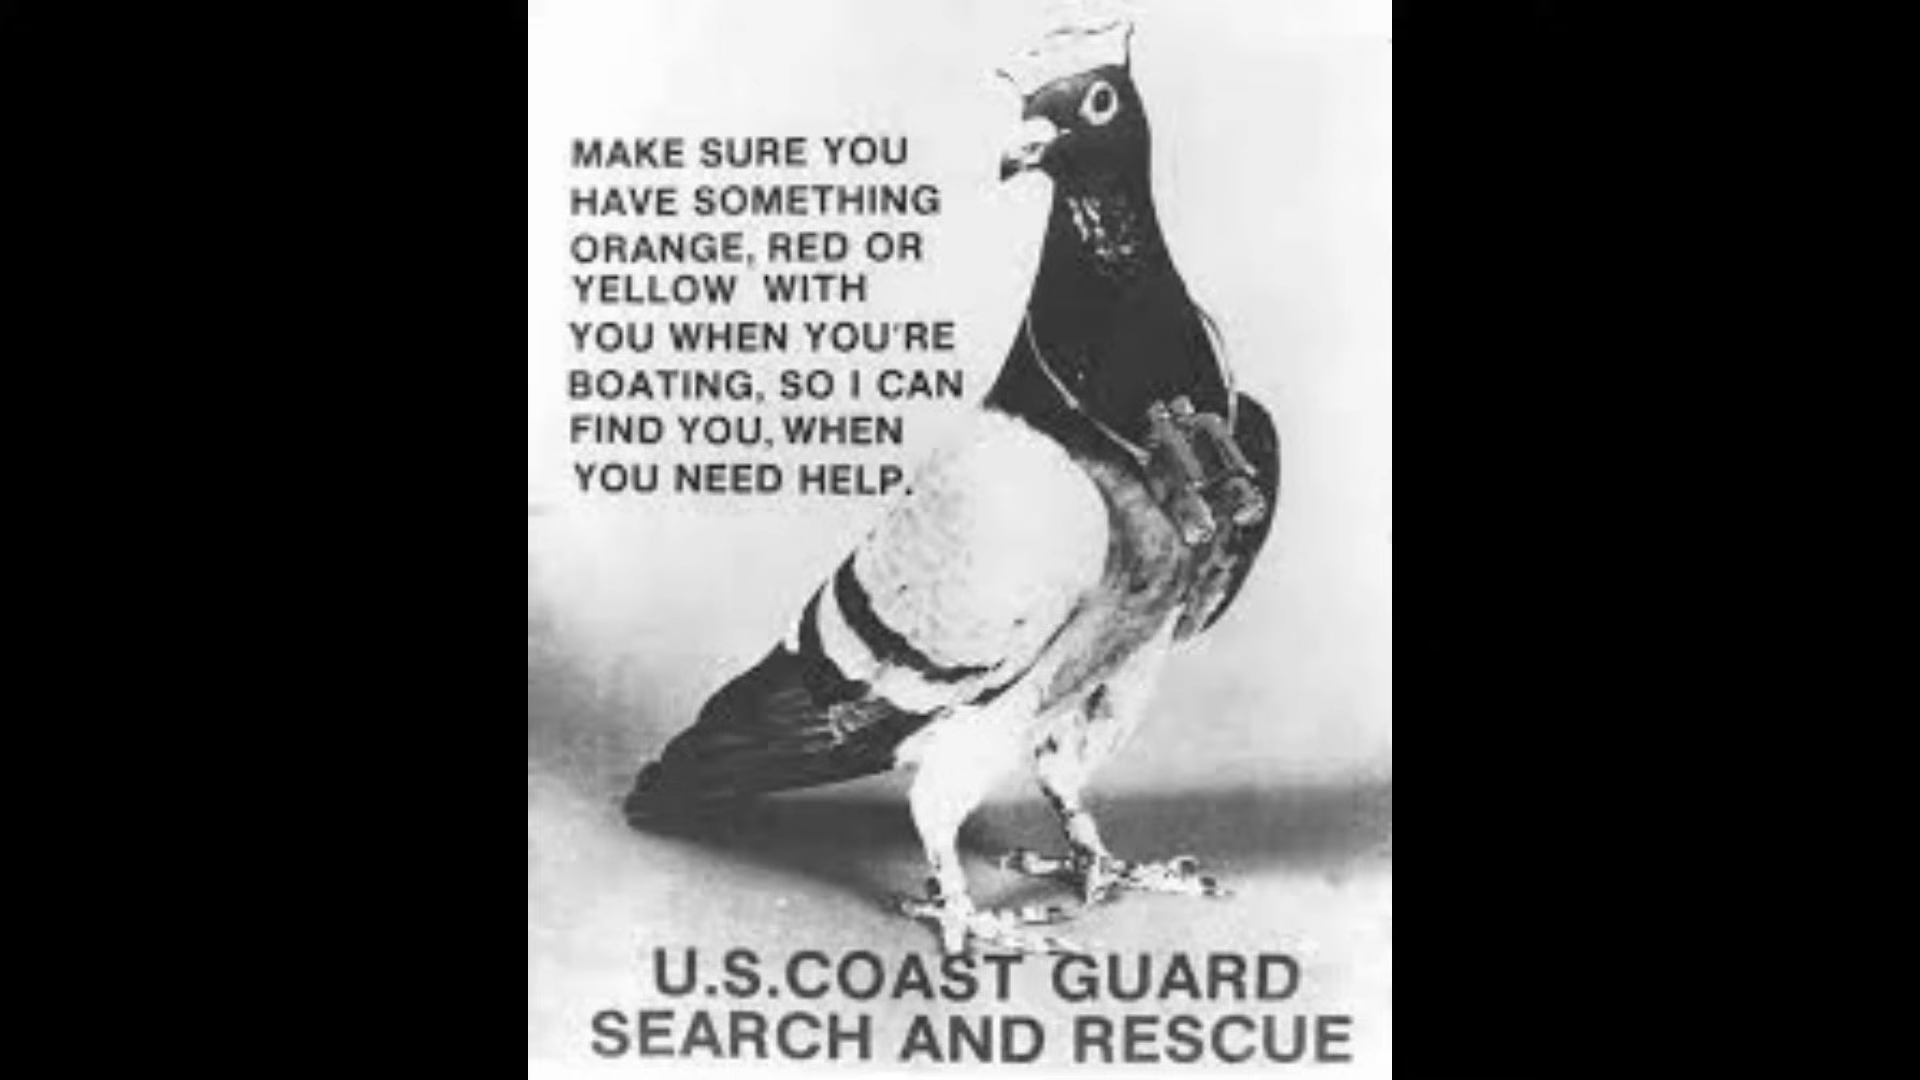 MAKE SURE YOU
HAVE SOMETHING
ORANGE, RED OR
YELLOW WITH
YOU WHEN YOU'RE
BOATING, SO I CAN
FIND YOU, WHEN
YOU NEED HELP.
U.S.COAST GUARD
SEARCH AND RESCUE